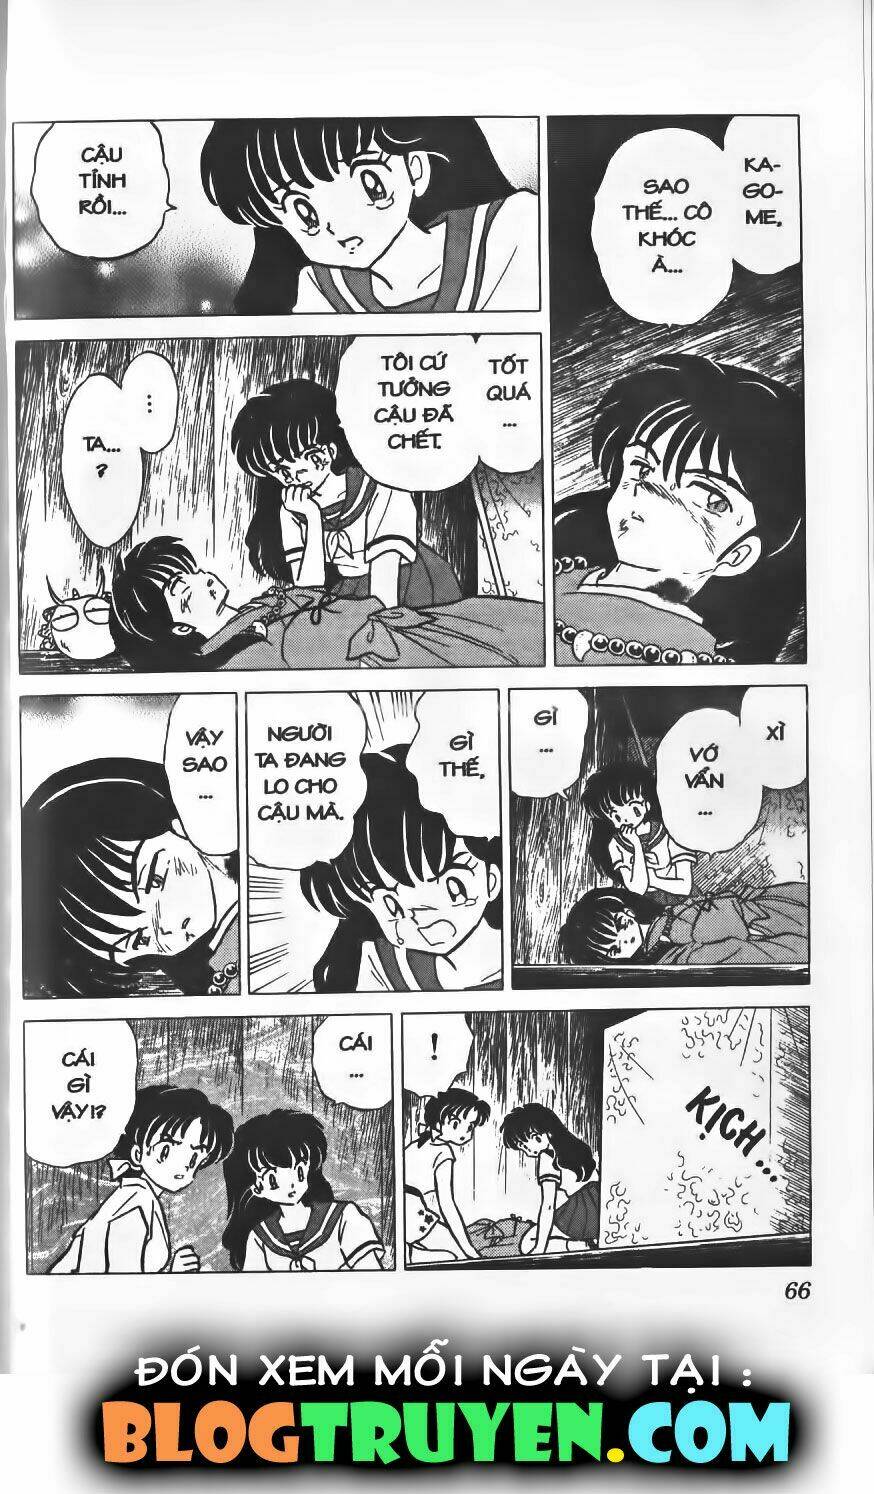 KA-
GO-
ME,
SAO
THẾ... CÔ
KHÓC
À...
CẬU
TỈNH
RỒI...
TỐT
QUÁ
...
TÔI CỨ
TƯỞNG
CẬU ĐÃ
CHẾT.
...
TA...
?
XÌ
VỚ
VẨN
...
GÌ
...
GÌ
THẾ,
NGƯỜI
TA ĐANG
LO CHO
CẬU MÀ.
VẬY
SAO
...
KỊCH...
!
CÁI
...
CÁI
GÌ
VẬY!?
66
ĐÓN XEM MỖI NGÀY TẠI :
BLOGTRUYEN.COM